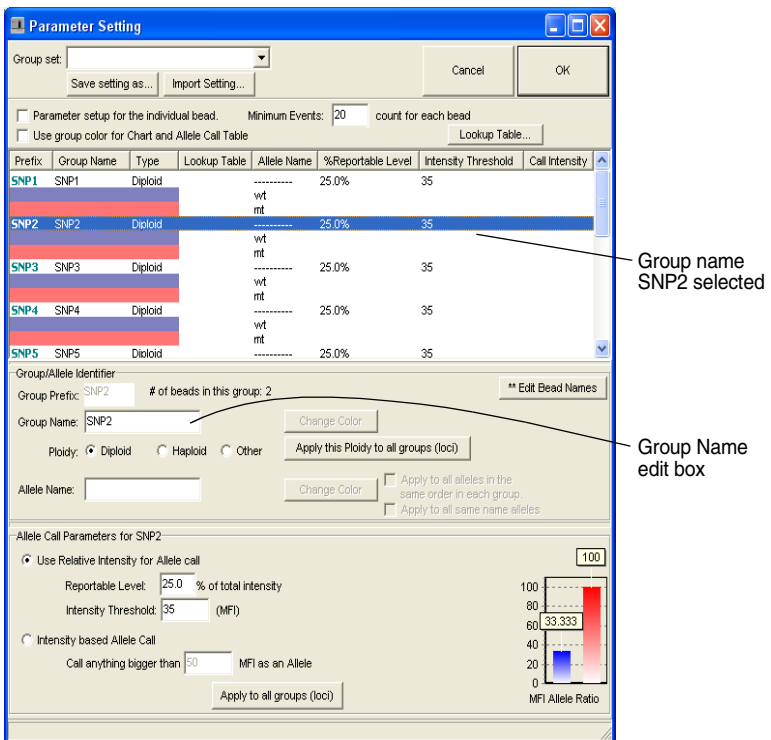 Parameter Setting
Group set:
Save setting as... Import Setting... Cancel OK
Parameter setup for the individual bead. Minimum Events: 20 count for each bead
Use group color for Chart and Allele Call Table Lookup Table...
Prefix Group Name Type Lookup Table Allele Name %Reportable Level Intensity Threshold Call Intensity
SNP1 SNP1 Diploid ---------- 25.0% 35
wt
mt
SNP2 SNP2 Diploid ---------- 25.0% 35
wt
mt
SNP3 SNP3 Diploid ---------- 25.0% 35
wt
mt
SNP4 SNP4 Diploid ---------- 25.0% 35
wt
mt
SNP5 SNP5 Diploid ---------- 25.0% 35
Group name
SNP2 selected
Group/Allele Identifier
Group Prefix: SNP2 # of beads in this group: 2 ** Edit Bead Names
Group Name: SNP2 Change Color
Ploidy: Diploid Haploid Other Apply this Ploidy to all groups (loci)
Group Name
edit box
Allele Name: Change Color Apply to all alleles in the
same order in each group.
Apply to all same name alleles
Allele Call Parameters for SNP2
Use Relative Intensity for Allele call
Reportable Level: 25.0 % of total intensity
Intensity Threshold: 35 (MFI)
Intensity based Allele Call
Call anything bigger than 50 MFI as an Allele
Apply to all groups (loci)
100
100
80
60 33.333
40
20
0
MFI Allele Ratio